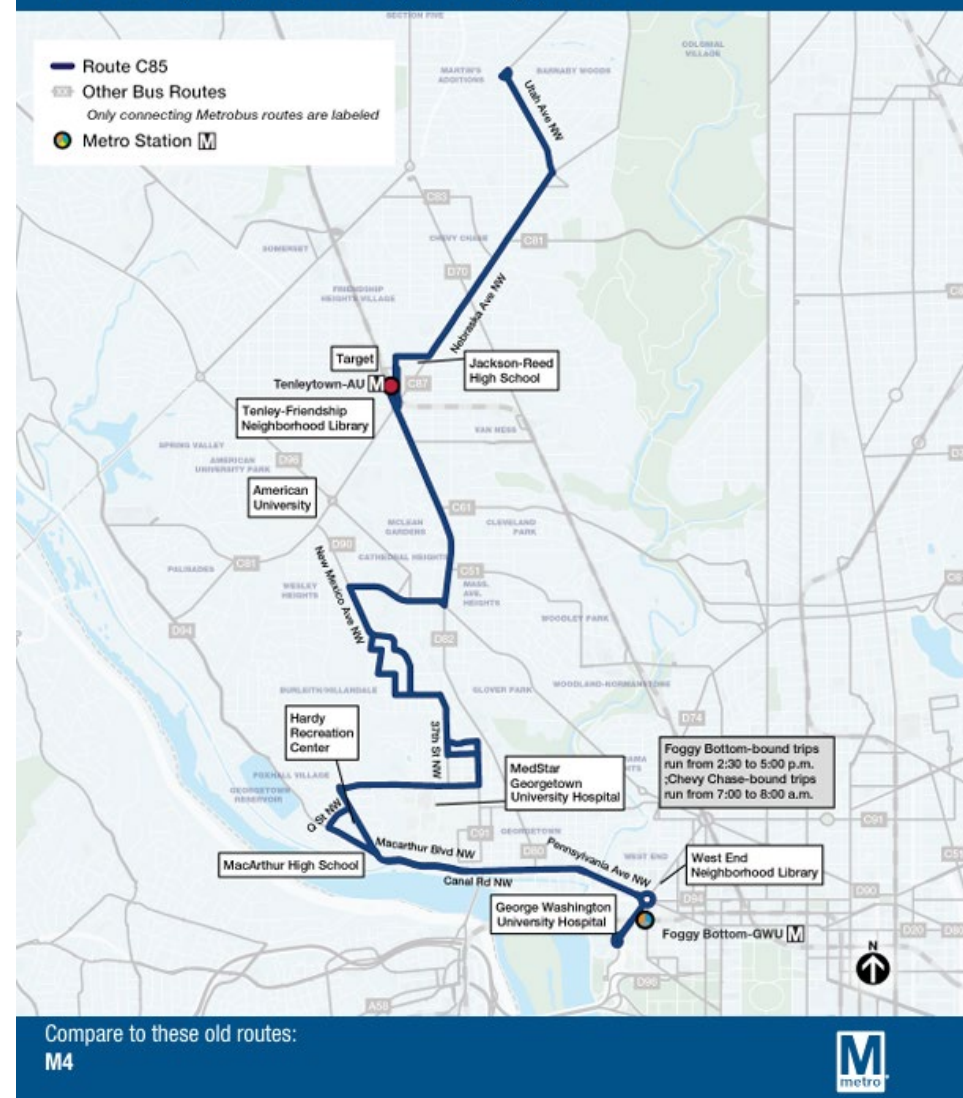 Route C85
Other Bus Routes
Only connecting Metrobus routes are labeled
Metro Station M
SECTION FIVE
COLONIAL
VILLAGE
MARTIN'S
ADDITIONS
BARNABY WOODS
Utah Ave NW
C83
CHEVY CHASE
C81
SOMERSET
D70
FRIENDSHIP
HEIGHTS VILLAGE
Nebraska Ave NW
Target
Jackson-Reed
High School
Tenleytown-AU M
C87
Tenley-Friendship
Neighborhood Library
VAN NESS
SPRING VALLEY
AMERICAN
UNIVERSITY PARK
D96
American
University
C61
MCLEAN
GARDENS
CLEVELAND
PARK
D90
CATHEDRAL HEIGHTS
PALISADES
C81
C51
New Mexico Ave NW
WESLEY
HEIGHTS
MASS.
AVE.
HEIGHTS
WOODLEY PARK
D94
D82
BURLEITH/HILLANDALE
GLOVER PARK
WOODLAND-NORMANSTONE
Hardy
Recreation
Center
37th St NW
D74
Foggy Bottom-bound trips
run from 2:30 to 5:00 p.m.
;Chevy Chase-bound trips
run from 7:00 to 8:00 a.m.
MedStar
Georgetown
University Hospital
FOXHALL VILLAGE
GEORGETOWN
RESERVOIR
Q St NW
C91
GEORGETOWN
C91
Macarthur Blvd NW
D80
Pennsylvania Ave NW
WEST END
C51
MacArthur High School
Canal Rd NW
West End
Neighborhood Library
D90
George Washington
University Hospital
D94
Foggy Bottom-GWU M
D20
D80
N
D96
A58
Compare to these old routes:
M4
M
metro